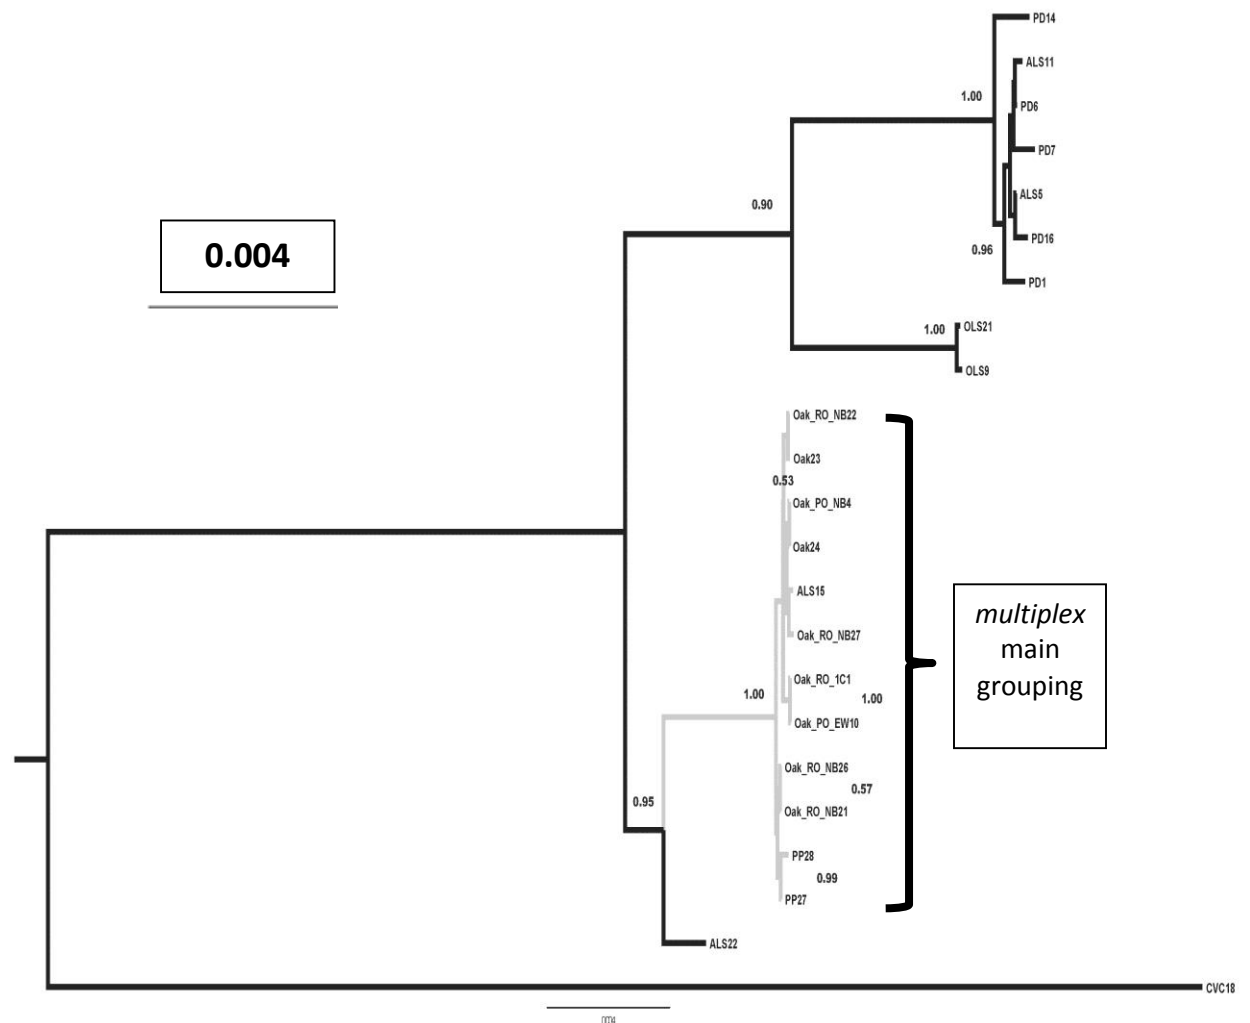 PD14
ALS11
1.00
PD6
PD7
ALS5
0.90
PD16
0.96
0.004
PD1
OLS21
1.00
OLS9
Oak_RO_NB22
Oak23
0.53
Oak_PO_NB4
Oak24
ALS15
multiplex
main
grouping
Oak_RO_NB27
Oak_RO_1C1
1.00
1.00
Oak_PO_EW10
Oak_RO_NB26
0.57
0.95
Oak_RO_NB21
PP28
0.99
PP27
ALS22
CVC18
0.004